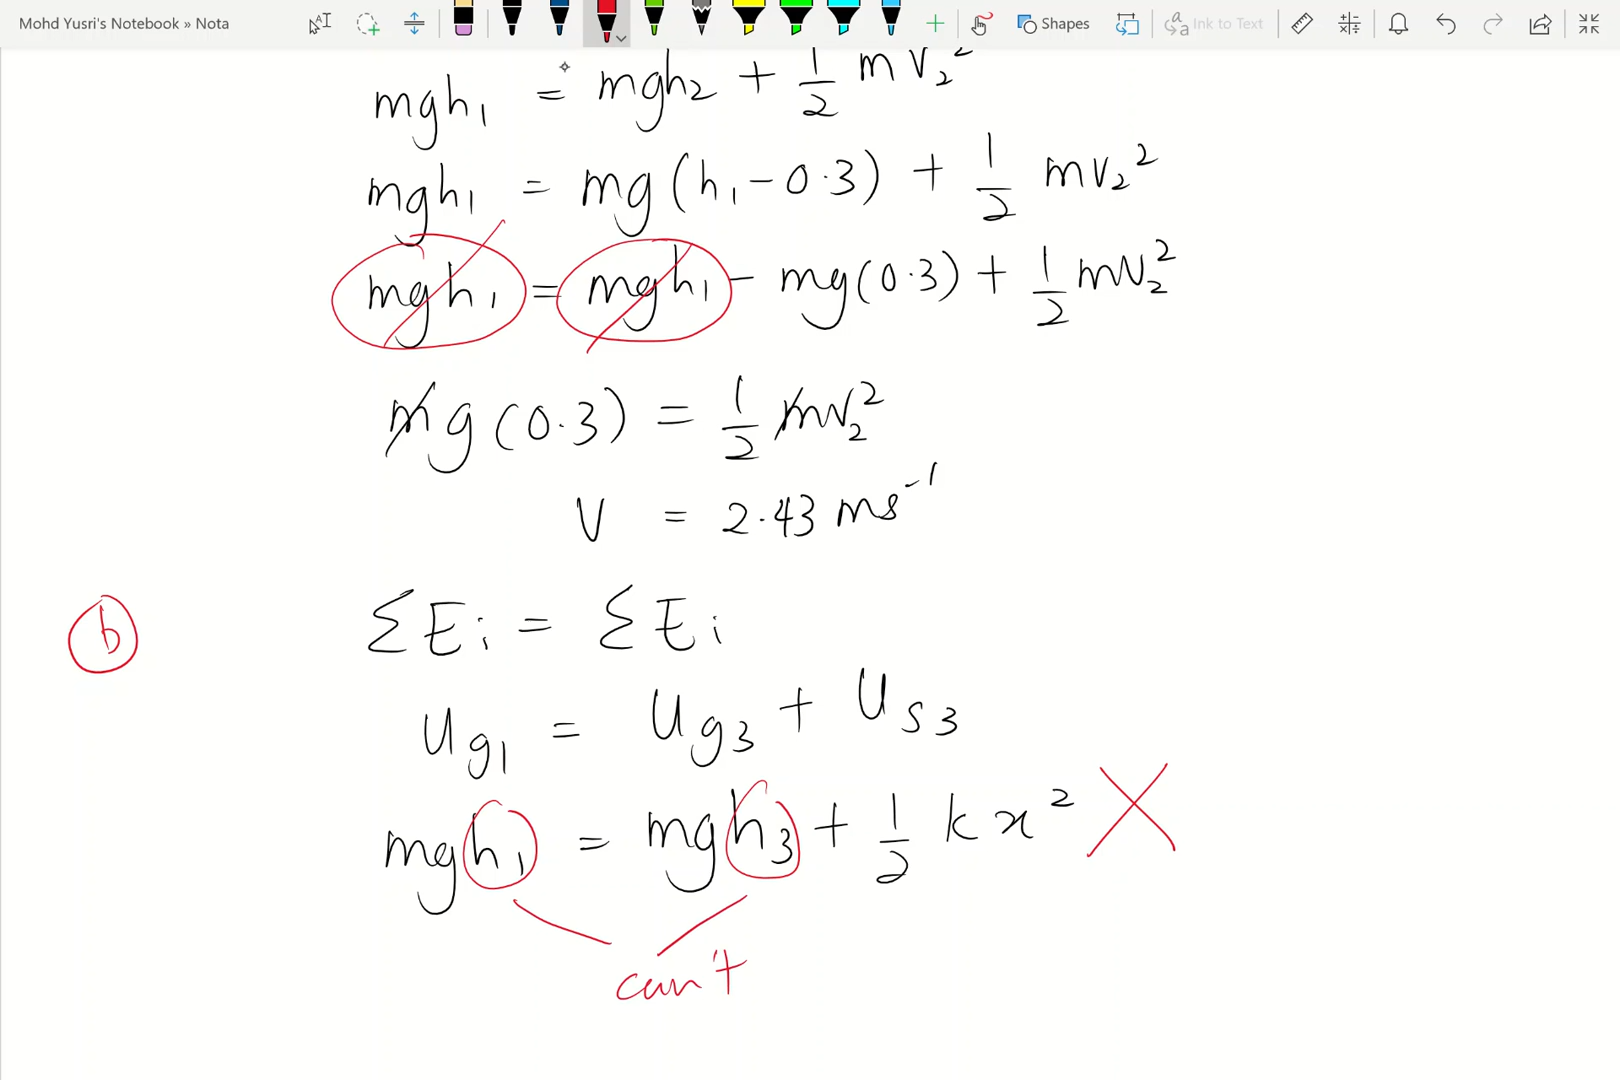 Mohd Yusri's Notebook » Nota
Shapes
Ink to Text
mgh₁ = mgh₂ + 1/2 mv₂²
mgh₁ = mg(h₁ - 0.3) + 1/2 mv₂²
mgh₁ = mgh₁ - mg(0.3) + 1/2 mv₂²
mg(0.3) = 1/2 mv₂²
V = 2.43 ms⁻¹
b
ΣEi = ΣEi
Ug₁ = Ug₃ + Us₃
mgh₁ = mgh₃ + 1/2 kx² X
can't